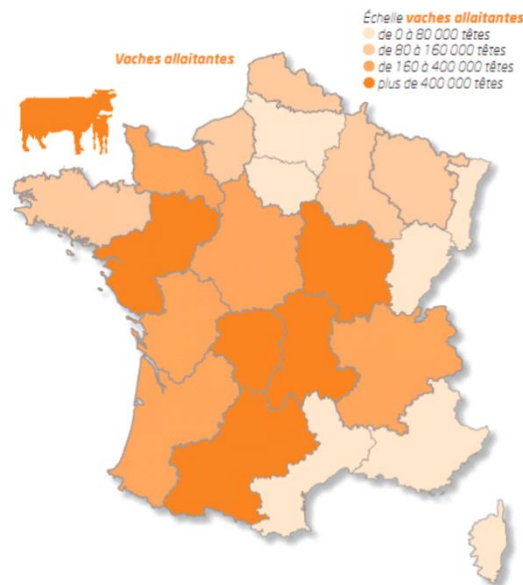 Échelle vaches allaitantes
de 0 à 80 000 têtes
de 80 à 160 000 têtes
de 160 à 400 000 têtes
plus de 400 000 têtes
Vaches allaitantes